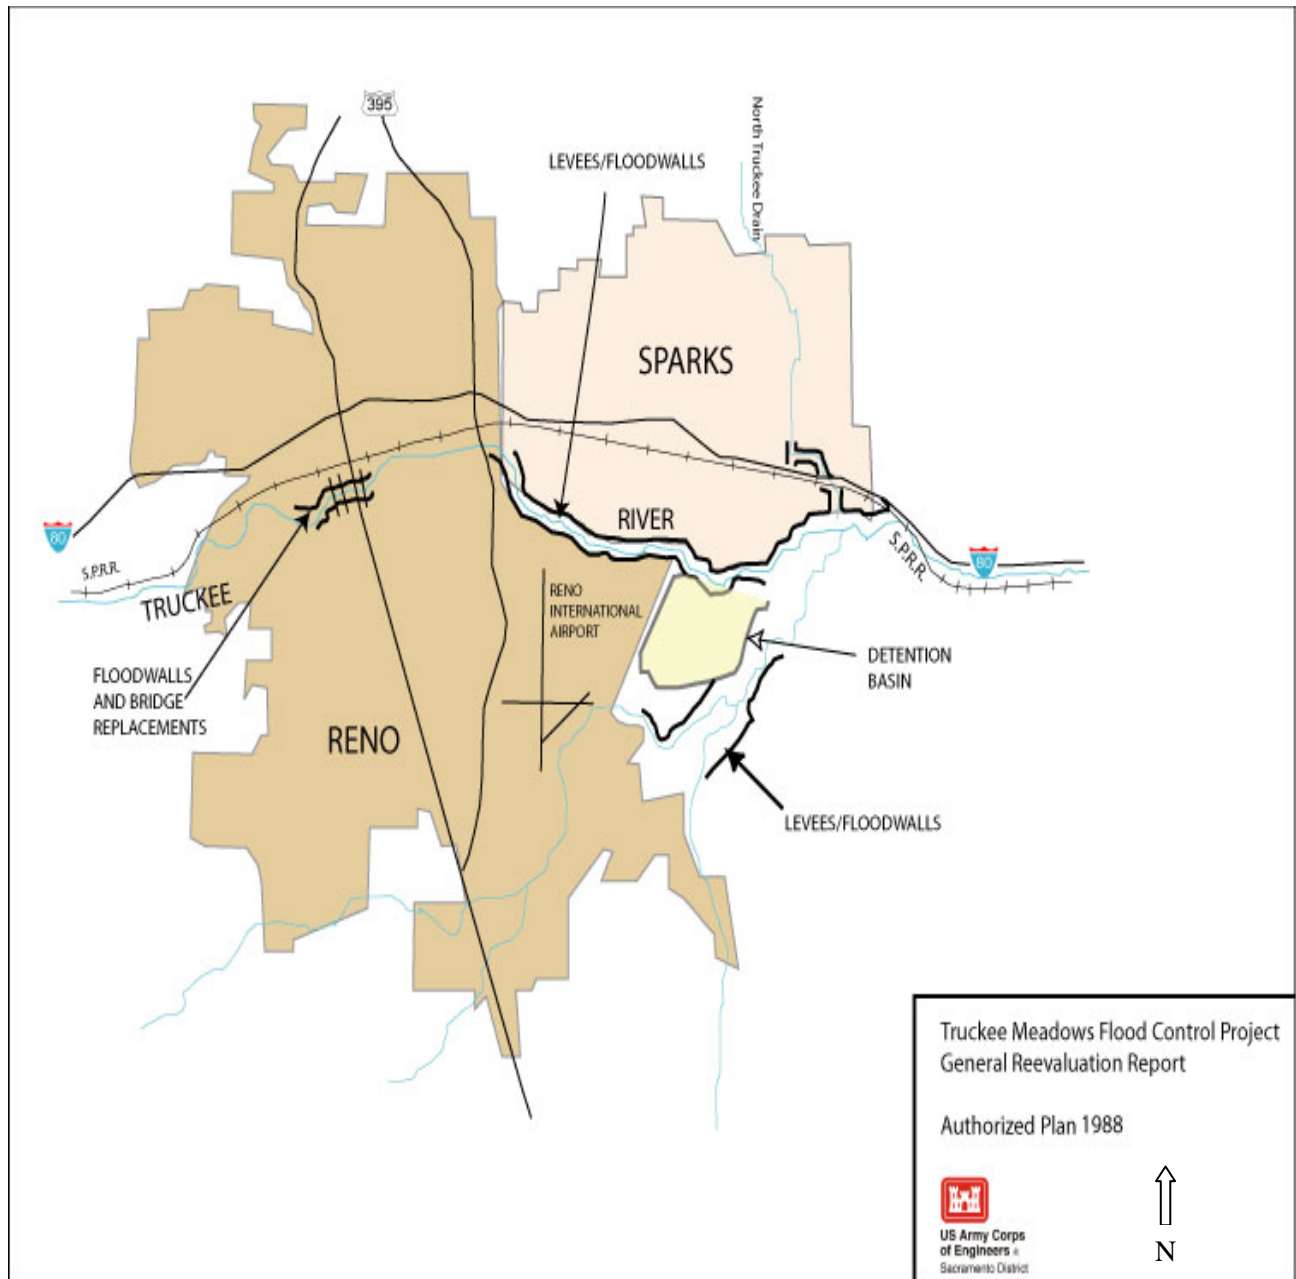 395
North Truckee Drain
LEVEES/FLOODWALLS
SPARKS
RIVER
80
S.P.R.R.
TRUCKEE
S.P.R.R.
80
RENO
INTERNATIONAL
AIRPORT
DETENTION
BASIN
FLOODWALLS
AND BRIDGE
REPLACEMENTS
RENO
LEVEES/FLOODWALLS
Truckee Meadows Flood Control Project
General Reevaluation Report
Authorized Plan 1988
US Army Corps
of Engineers
Sacramento District
N